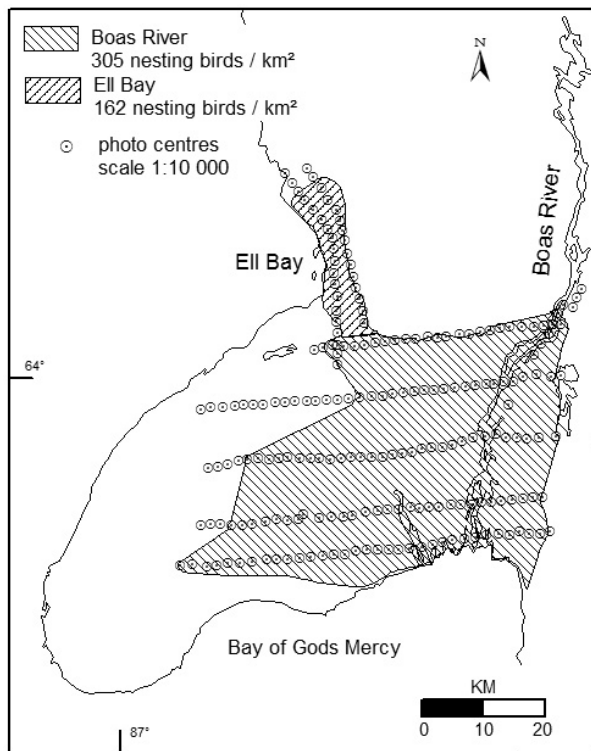 Boas River
305 nesting birds / km²
Ell Bay
162 nesting birds / km²
photo centres
scale 1:10 000
N
Boas River
Ell Bay
64°
Bay of Gods Mercy
KM
0 10 20
87°